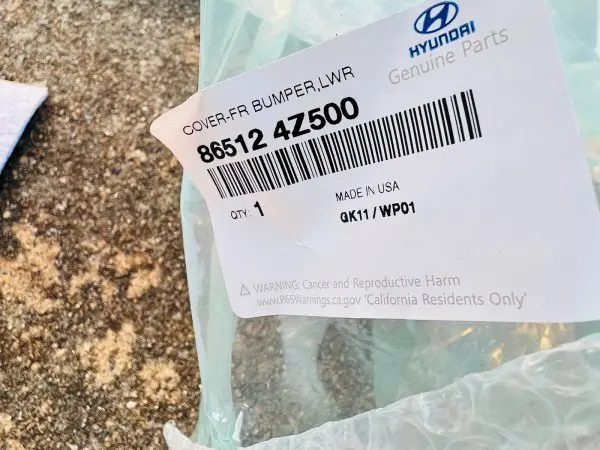 HYUNDAI
Genuine Parts
COVER-FR BUMPER,LWR
86512 4Z500
QTY: 1
MADE IN USA
QK11 / WP01
WARNING: Cancer and Reproductive Harm
www.P65Warnings.ca.gov 'California Residents Only'